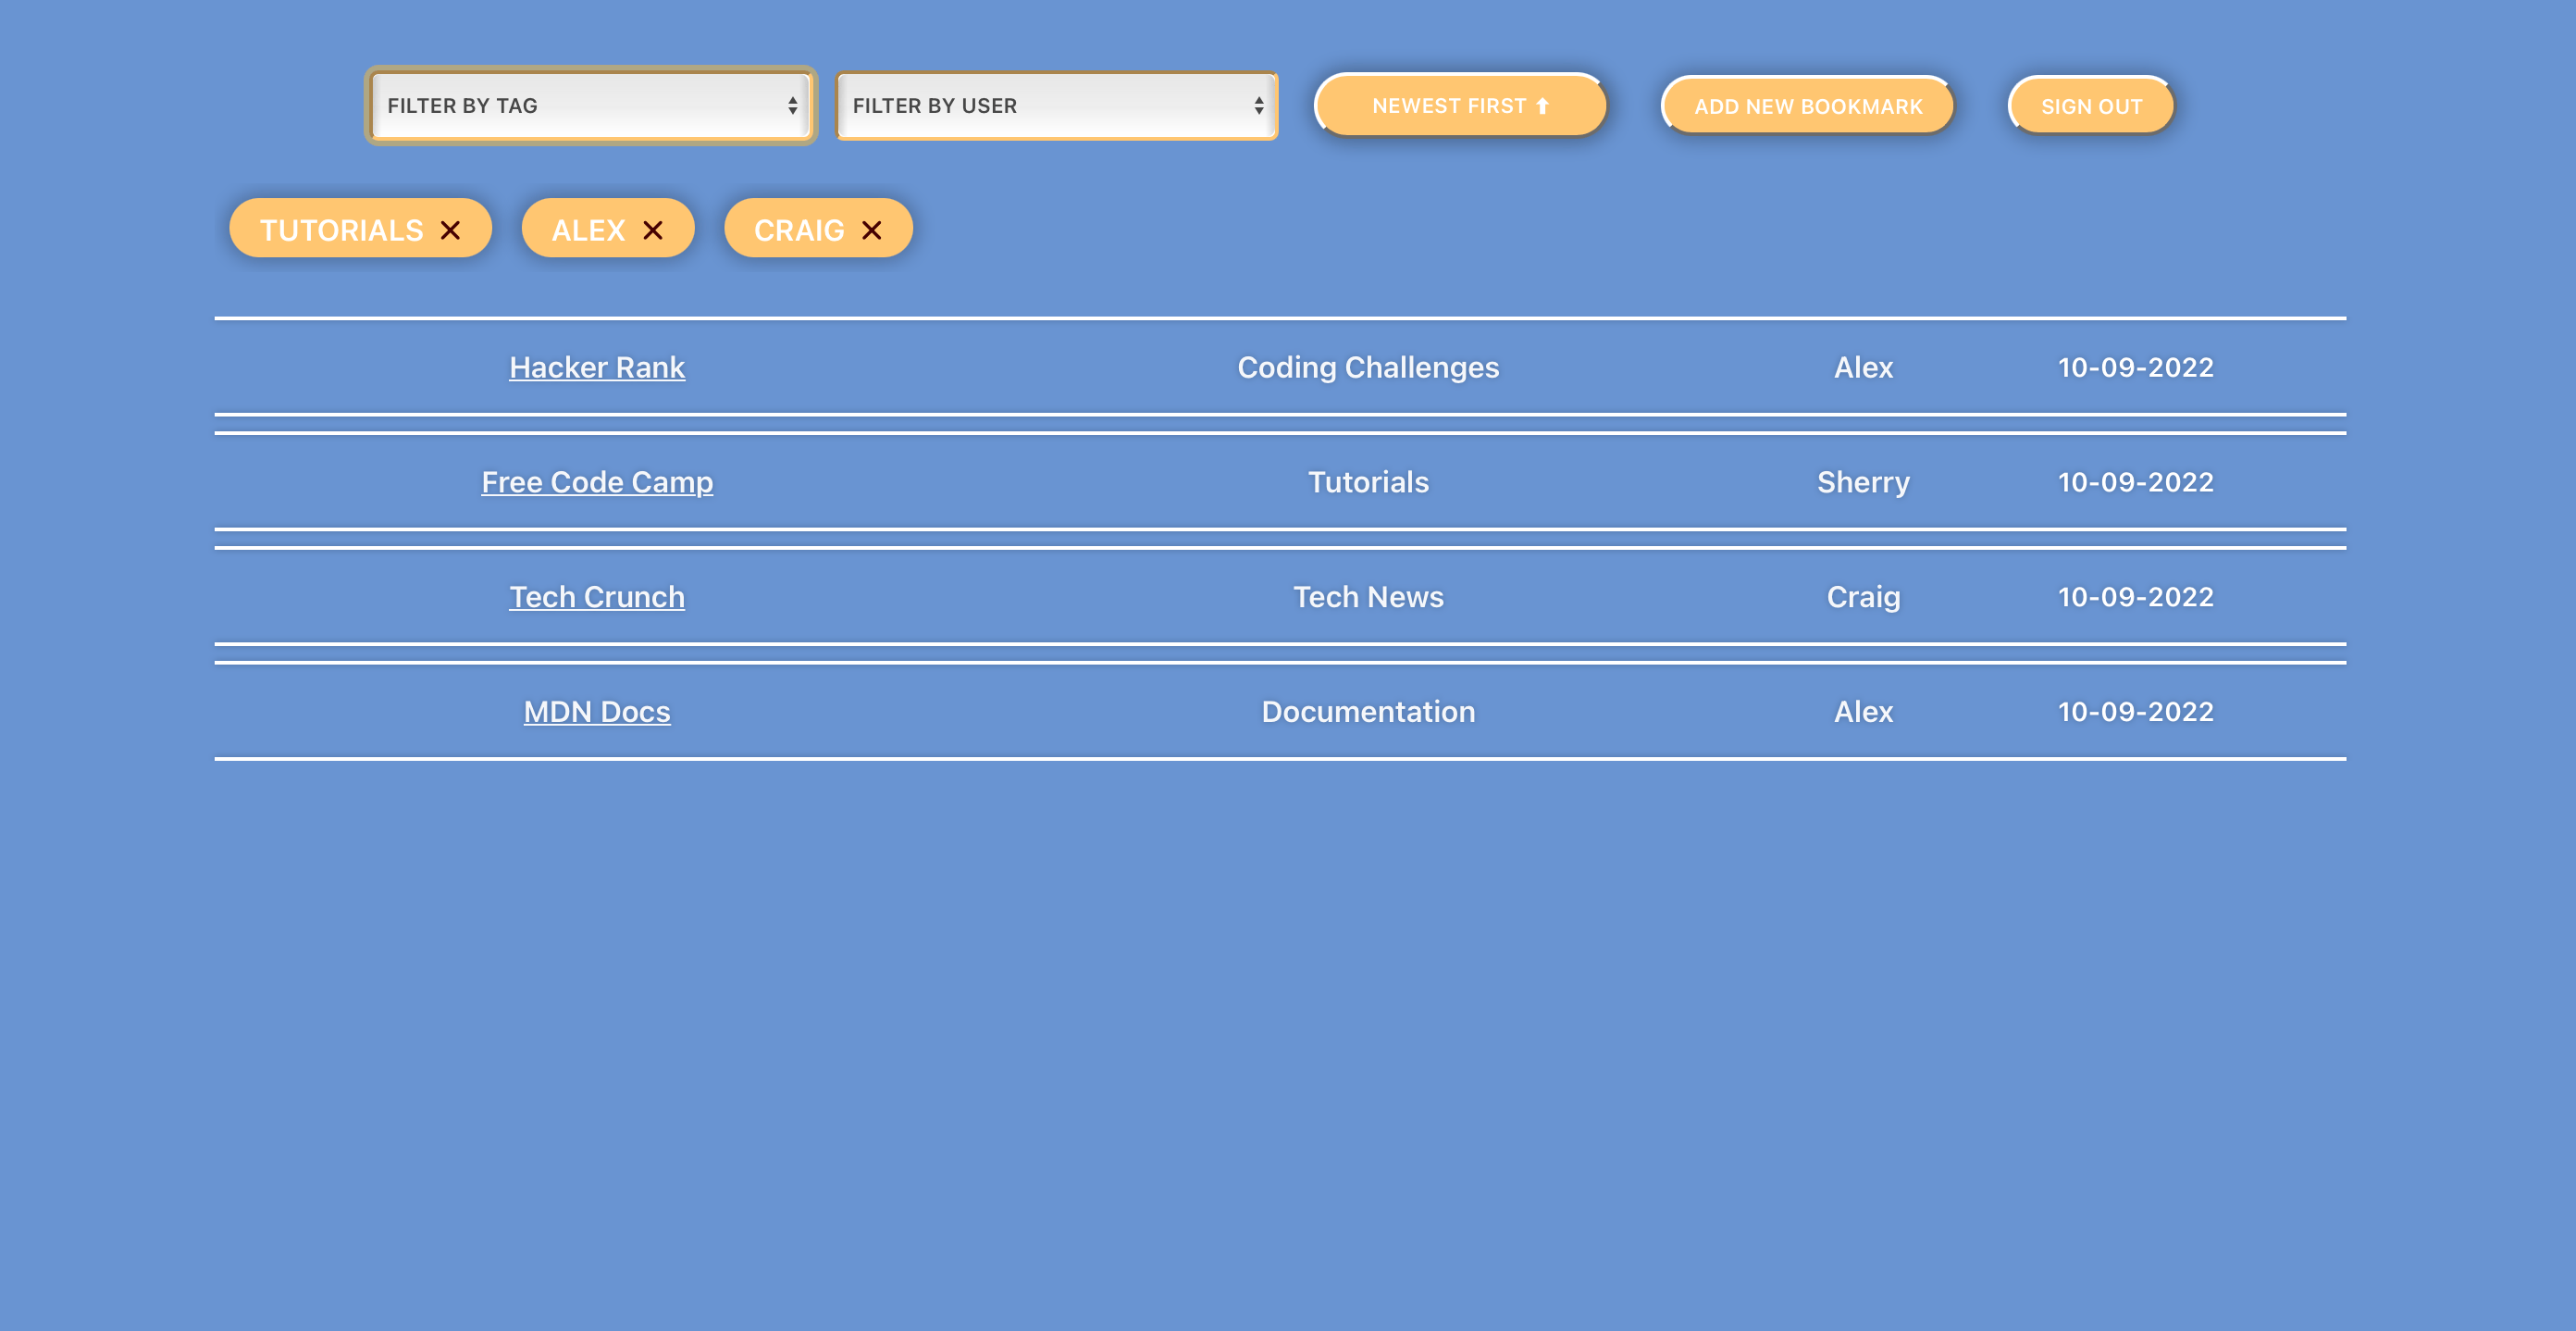 FILTER BY TAG FILTER BY USER NEWEST FIRST ⬆ ADD NEW BOOKMARK SIGN OUT
TUTORIALS ✕ ALEX ✕ CRAIG ✕
Hacker Rank Coding Challenges Alex 10-09-2022
Free Code Camp Tutorials Sherry 10-09-2022
Tech Crunch Tech News Craig 10-09-2022
MDN Docs Documentation Alex 10-09-2022